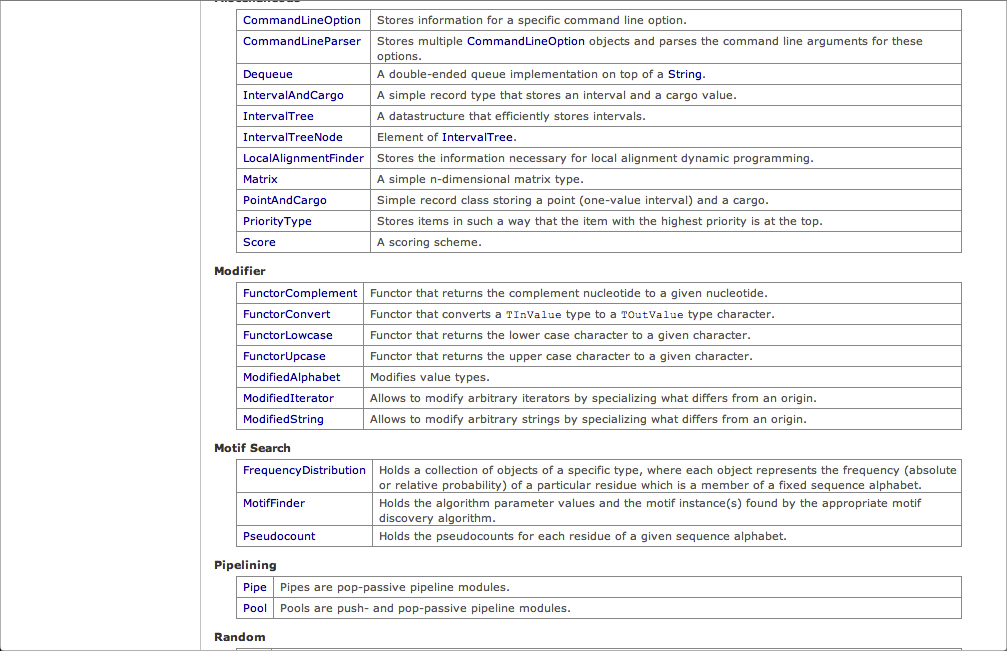 Miscellaneous
CommandLineOption Stores information for a specific command line option.
CommandLineParser Stores multiple CommandLineOption objects and parses the command line arguments for these
options.
Dequeue A double-ended queue implementation on top of a String.
IntervalAndCargo A simple record type that stores an interval and a cargo value.
IntervalTree A datastructure that efficiently stores intervals.
IntervalTreeNode Element of IntervalTree.
LocalAlignmentFinder Stores the information necessary for local alignment dynamic programming.
Matrix A simple n-dimensional matrix type.
PointAndCargo Simple record class storing a point (one-value interval) and a cargo.
PriorityType Stores items in such a way that the item with the highest priority is at the top.
Score A scoring scheme.
Modifier
FunctorComplement Functor that returns the complement nucleotide to a given nucleotide.
FunctorConvert Functor that converts a TInValue type to a TOutValue type character.
FunctorLowcase Functor that returns the lower case character to a given character.
FunctorUpcase Functor that returns the upper case character to a given character.
ModifiedAlphabet Modifies value types.
ModifiedIterator Allows to modify arbitrary iterators by specializing what differs from an origin.
ModifiedString Allows to modify arbitrary strings by specializing what differs from an origin.
Motif Search
FrequencyDistribution Holds a collection of objects of a specific type, where each object represents the frequency (absolute
or relative probability) of a particular residue which is a member of a fixed sequence alphabet.
MotifFinder Holds the algorithm parameter values and the motif instance(s) found by the appropriate motif
discovery algorithm.
Pseudocount Holds the pseudocounts for each residue of a given sequence alphabet.
Pipelining
Pipe Pipes are pop-passive pipeline modules.
Pool Pools are push- and pop-passive pipeline modules.
Random